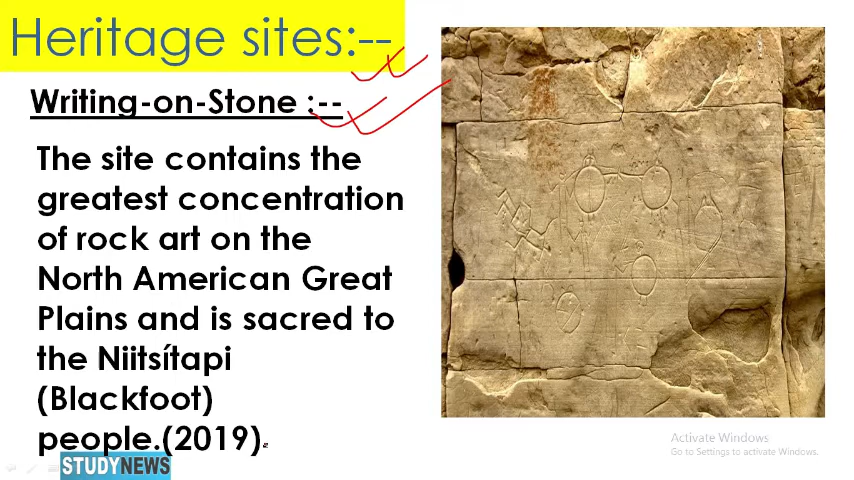 Heritage sites:--
Writing-on-Stone :--
The site contains the
greatest concentration
of rock art on the
North American Great
Plains and is sacred to
the Niitsítapi
(Blackfoot)
people.(2019).
STUDYNEWS
Activate Windows
Go to Settings to activate Windows.